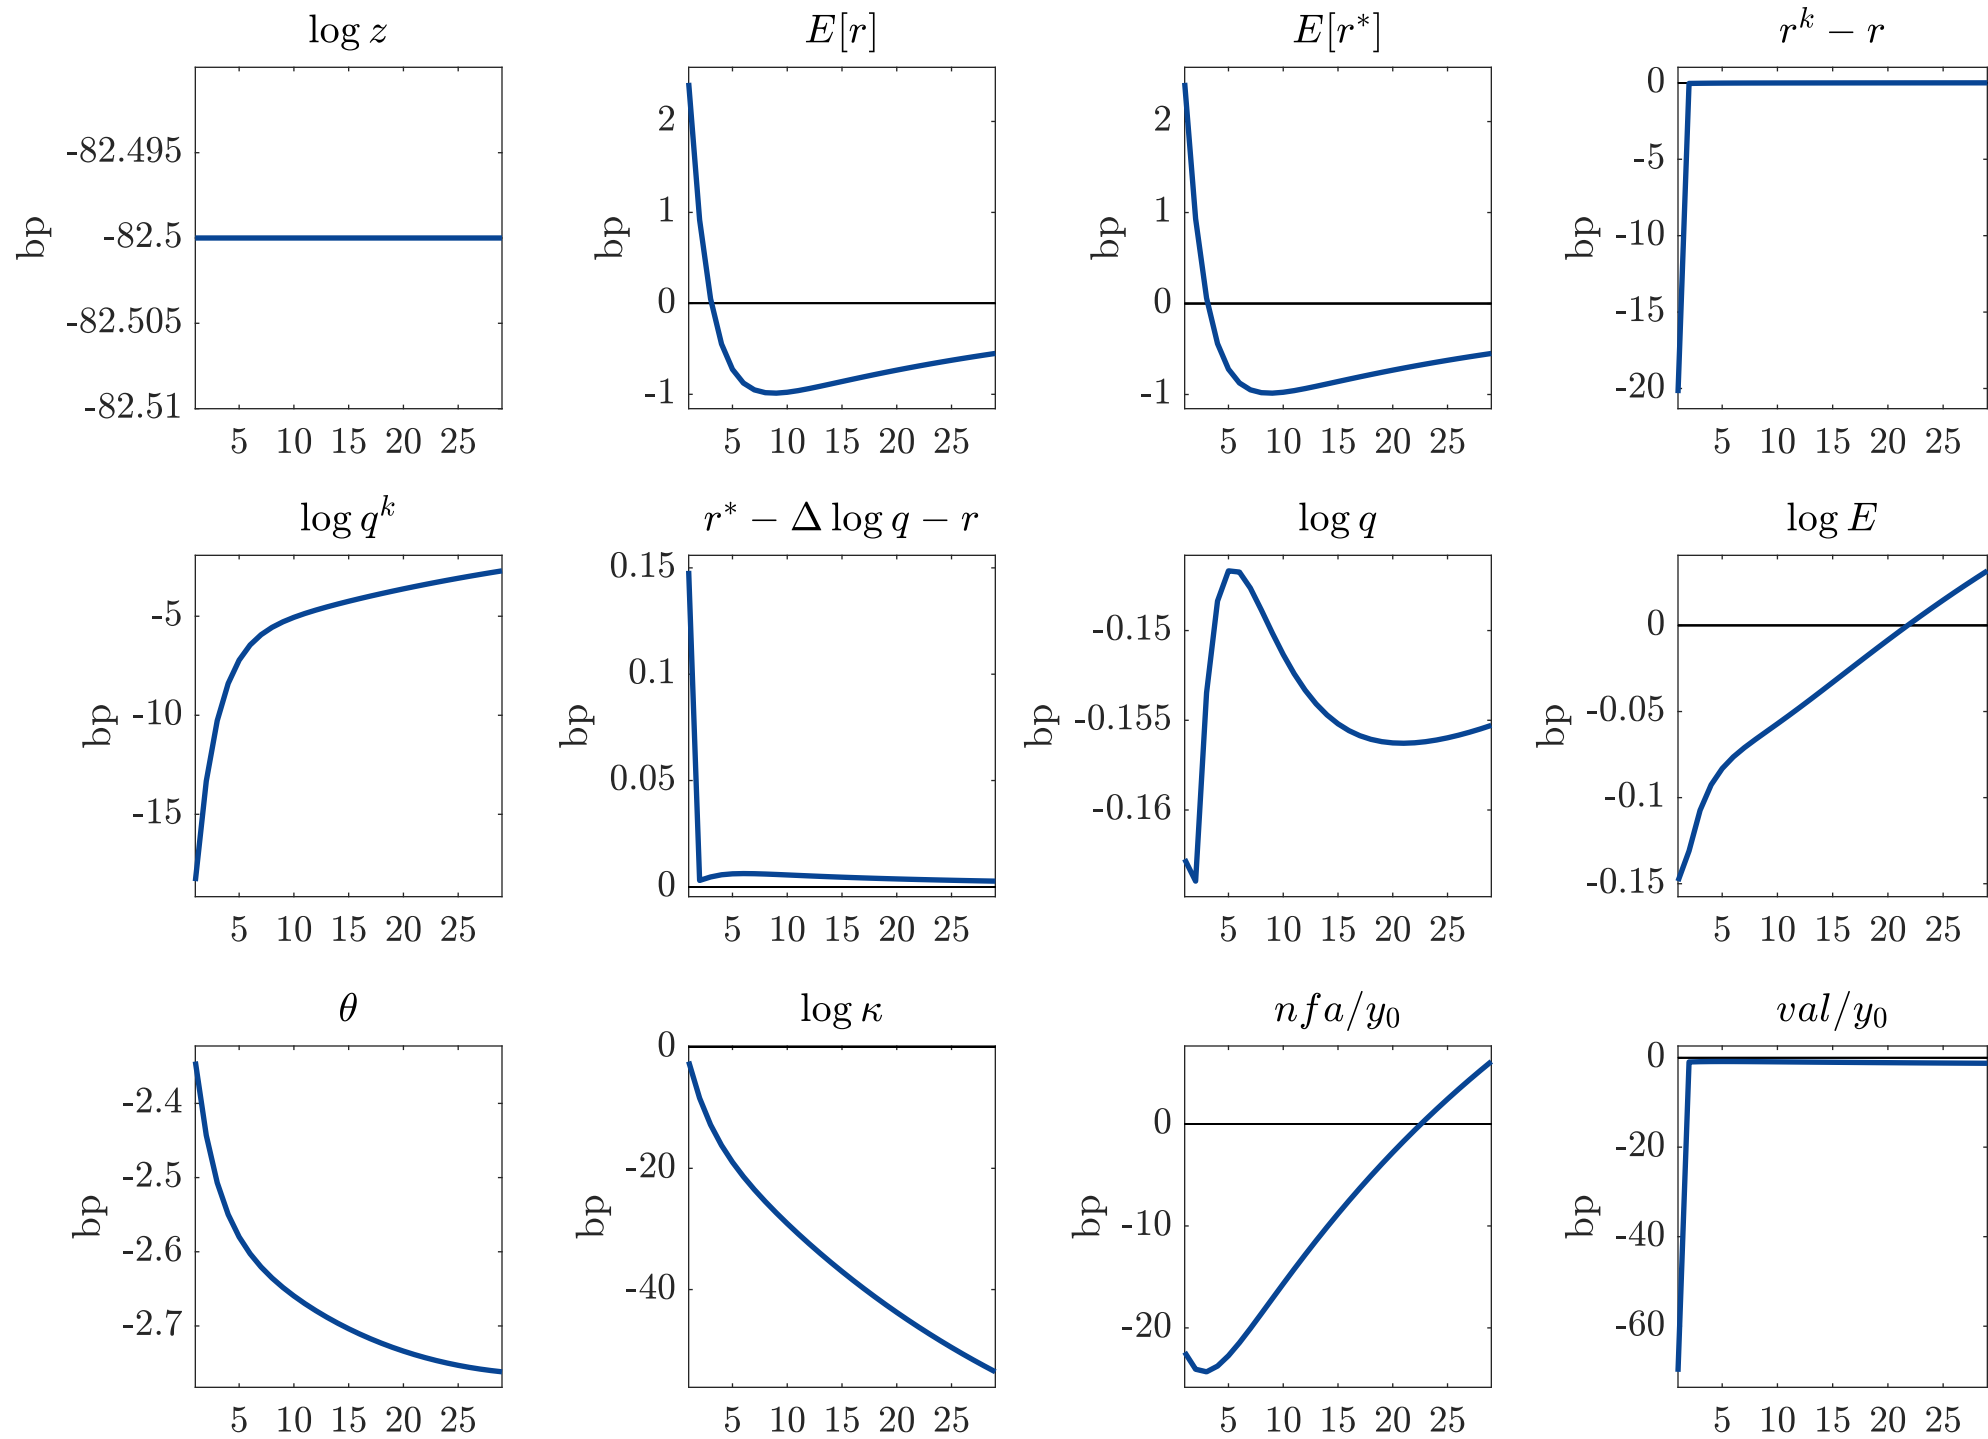 log z
E[r]
E[r*]
r^k − r
bp
-82.495
-82.5
-82.505
-82.51
5 10 15 20 25
bp
2
1
0
-1
5 10 15 20 25
bp
2
1
0
-1
5 10 15 20 25
bp
0
-5
-10
-15
-20
5 10 15 20 25
log q^k
r* − Δ log q − r
log q
log E
bp
-5
-10
-15
5 10 15 20 25
bp
0.15
0.1
0.05
0
5 10 15 20 25
bp
-0.15
-0.155
-0.16
5 10 15 20 25
bp
0
-0.05
-0.1
-0.15
5 10 15 20 25
θ
log κ
nfa/y₀
val/y₀
bp
-2.4
-2.5
-2.6
-2.7
5 10 15 20 25
bp
0
-20
-40
5 10 15 20 25
bp
0
-10
-20
5 10 15 20 25
bp
0
-20
-40
-60
5 10 15 20 25